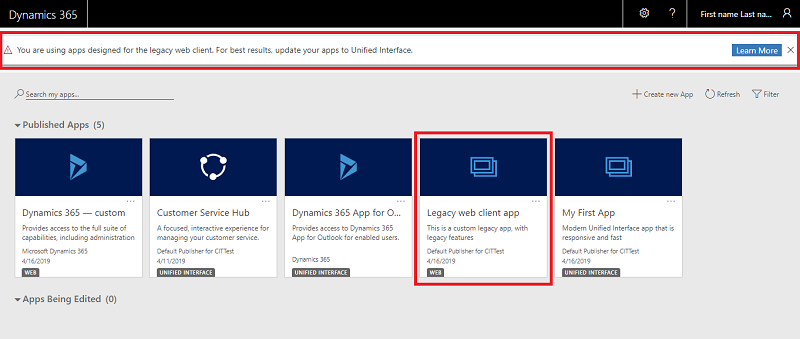 Dynamics 365
? First name Last na...
You are using apps designed for the legacy web client. For best results, update your apps to Unified Interface. Learn More
Search my apps...
Create new App Refresh Filter
Published Apps (5)
Dynamics 365 — custom
Provides access to the full suite of
capabilities, including administration
Microsoft Dynamics 365
4/16/2019
WEB
Customer Service Hub
A focused, interactive experience for
managing your customer service.
Default Publisher for CITTest
4/11/2019
UNIFIED INTERFACE
Dynamics 365 App for O...
Provides access to Dynamics 365
App for Outlook for enabled users.
Dynamics 365
UNIFIED INTERFACE
Legacy web client app
This is a custom legacy app, with
legacy features
Default Publisher for CITTest
4/16/2019
WEB
My First App
Modern Unified Interface app that is
responsive and fast
Default Publisher for CITTest
4/16/2019
UNIFIED INTERFACE
Apps Being Edited (0)